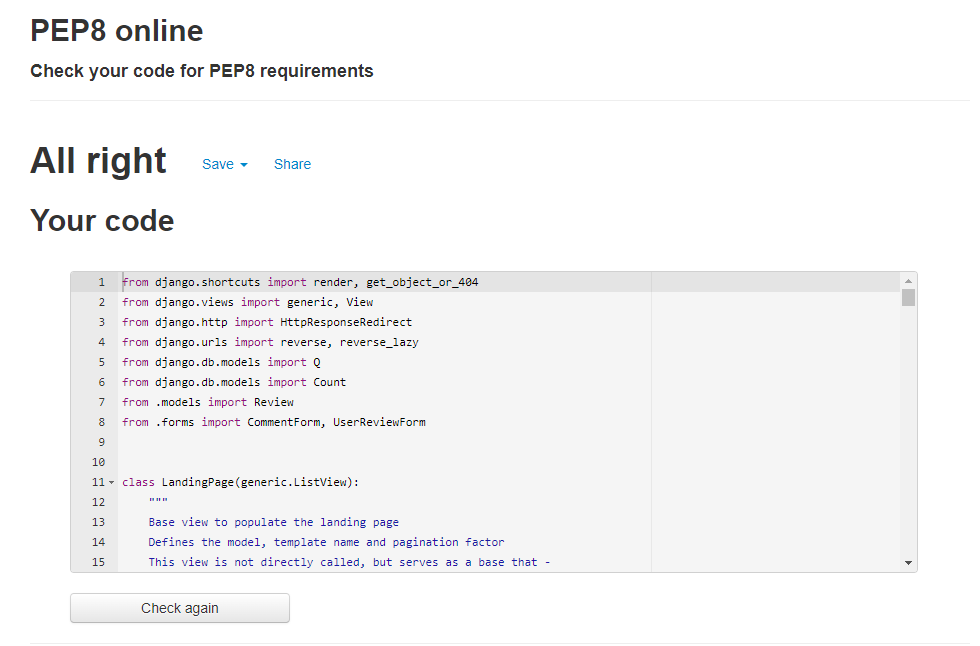 PEP8 online
Check your code for PEP8 requirements
All right Save Share
Your code
1 from django.shortcuts import render, get_object_or_404
2 from django.views import generic, View
3 from django.http import HttpResponseRedirect
4 from django.urls import reverse, reverse_lazy
5 from django.db.models import Q
6 from django.db.models import Count
7 from .models import Review
8 from .forms import CommentForm, UserReviewForm
9
10
11 class LandingPage(generic.ListView):
12 """
13 Base view to populate the landing page
14 Defines the model, template name and pagination factor
15 This view is not directly called, but serves as a base that -
Check again